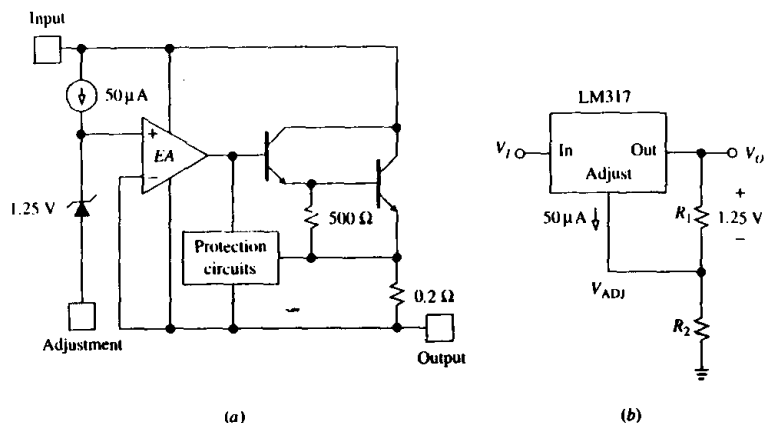 Input
50 μA
+
EA
−
1.25 V
500 Ω
Protection
circuits
0.2 Ω
Adjustment
Output
(a)
LM317
V_I
In
Out
V_O
Adjust
50 μA
R_1
+
1.25 V
−
V_ADJ
R_2
(b)